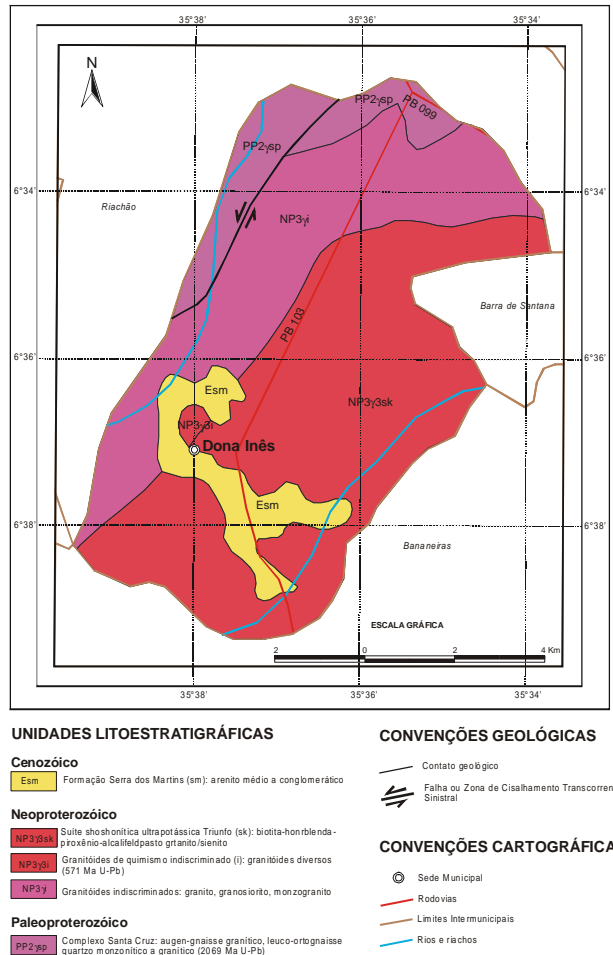 35°38'
35°36'
35°34'
N
PP2γsp
PB 099
PP2γsp
6°34'
6°34'
Riachão
NP3γi
Barra de Santana
PB 103
6°36'
6°36'
Esm
NP3γ3sk
NP3γ3i
Dona Inês
Esm
6°38'
6°38'
Bananeiras
ESCALA GRÁFICA
2 0 2 4 Km
35°38'
35°36'
35°34'
UNIDADES LITOESTRATIGRÁFICAS
Cenozóico
Esm
Formação Serra dos Martins (sm): arenito médio a conglomerático
Neoproterozóico
NP3γ3sk
Suíte shoshonítica ultrapotássica Triunfo (sk): biotita-honrblenda-
piroxênio-alcalifeldpasto grtanito/sienito
NP3γ3i
Granitóides de quimismo indiscriminado (i): granitóides diversos
(571 Ma U-Pb)
NP3γi
Granitóides indiscriminados: granito, granosiorito, monzogranito
Paleoproterozóico
PP2γsp
Complexo Santa Cruz: augen-gnaisse granítico, leuco-ortognaisse
quartzo monzonítico a granítico (2069 Ma U-Pb)
CONVENÇÕES GEOLÓGICAS
Contato geológico
Falha ou Zona de Cisalhamento Transcorren
Sinistral
CONVENÇÕES CARTOGRÁFICA
Sede Municipal
Rodovias
Limites Intermunicipais
Rios e riachos